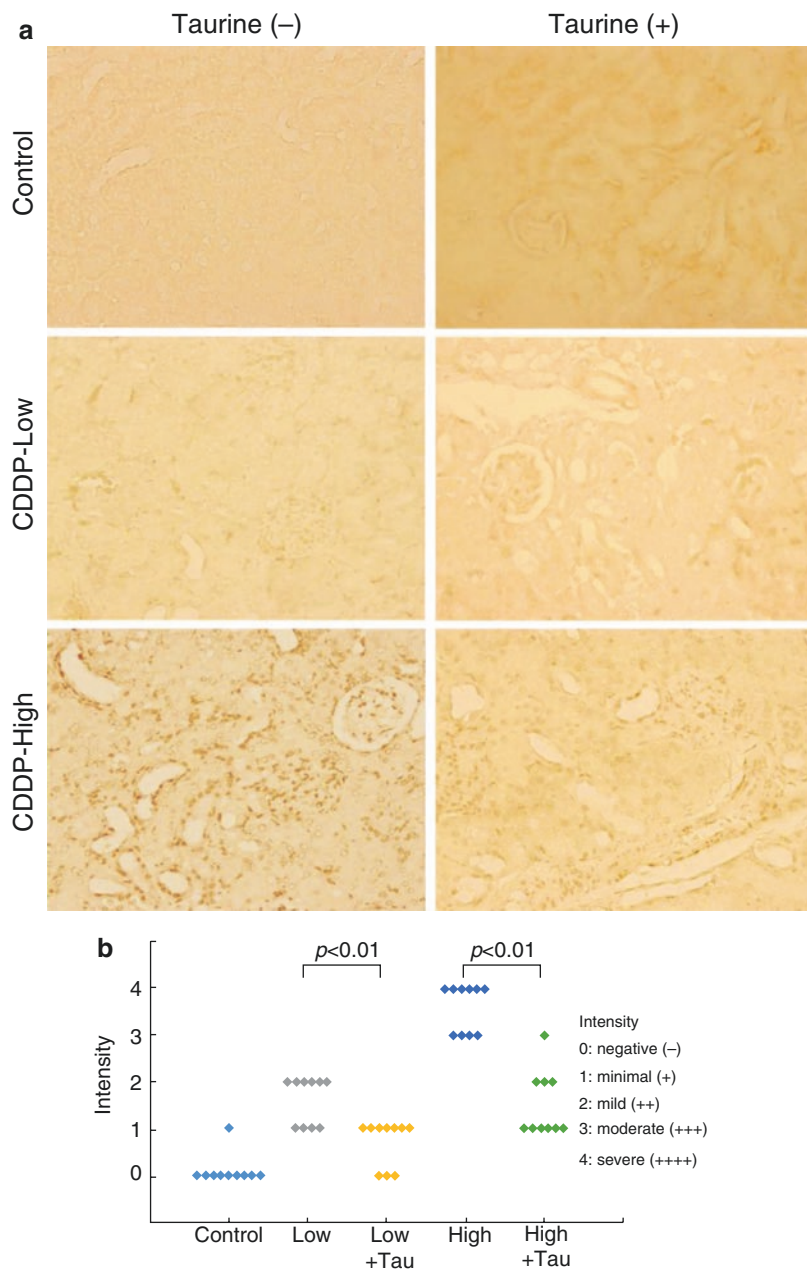 a
Taurine (–) Taurine (+)
Control
CDDP-Low
CDDP-High
b
p<0.01 p<0.01
Intensity
4
3
2
1
0
Control Low Low +Tau High High +Tau
Intensity
0: negative (–)
1: minimal (+)
2: mild (++)
3: moderate (+++)
4: severe (++++)